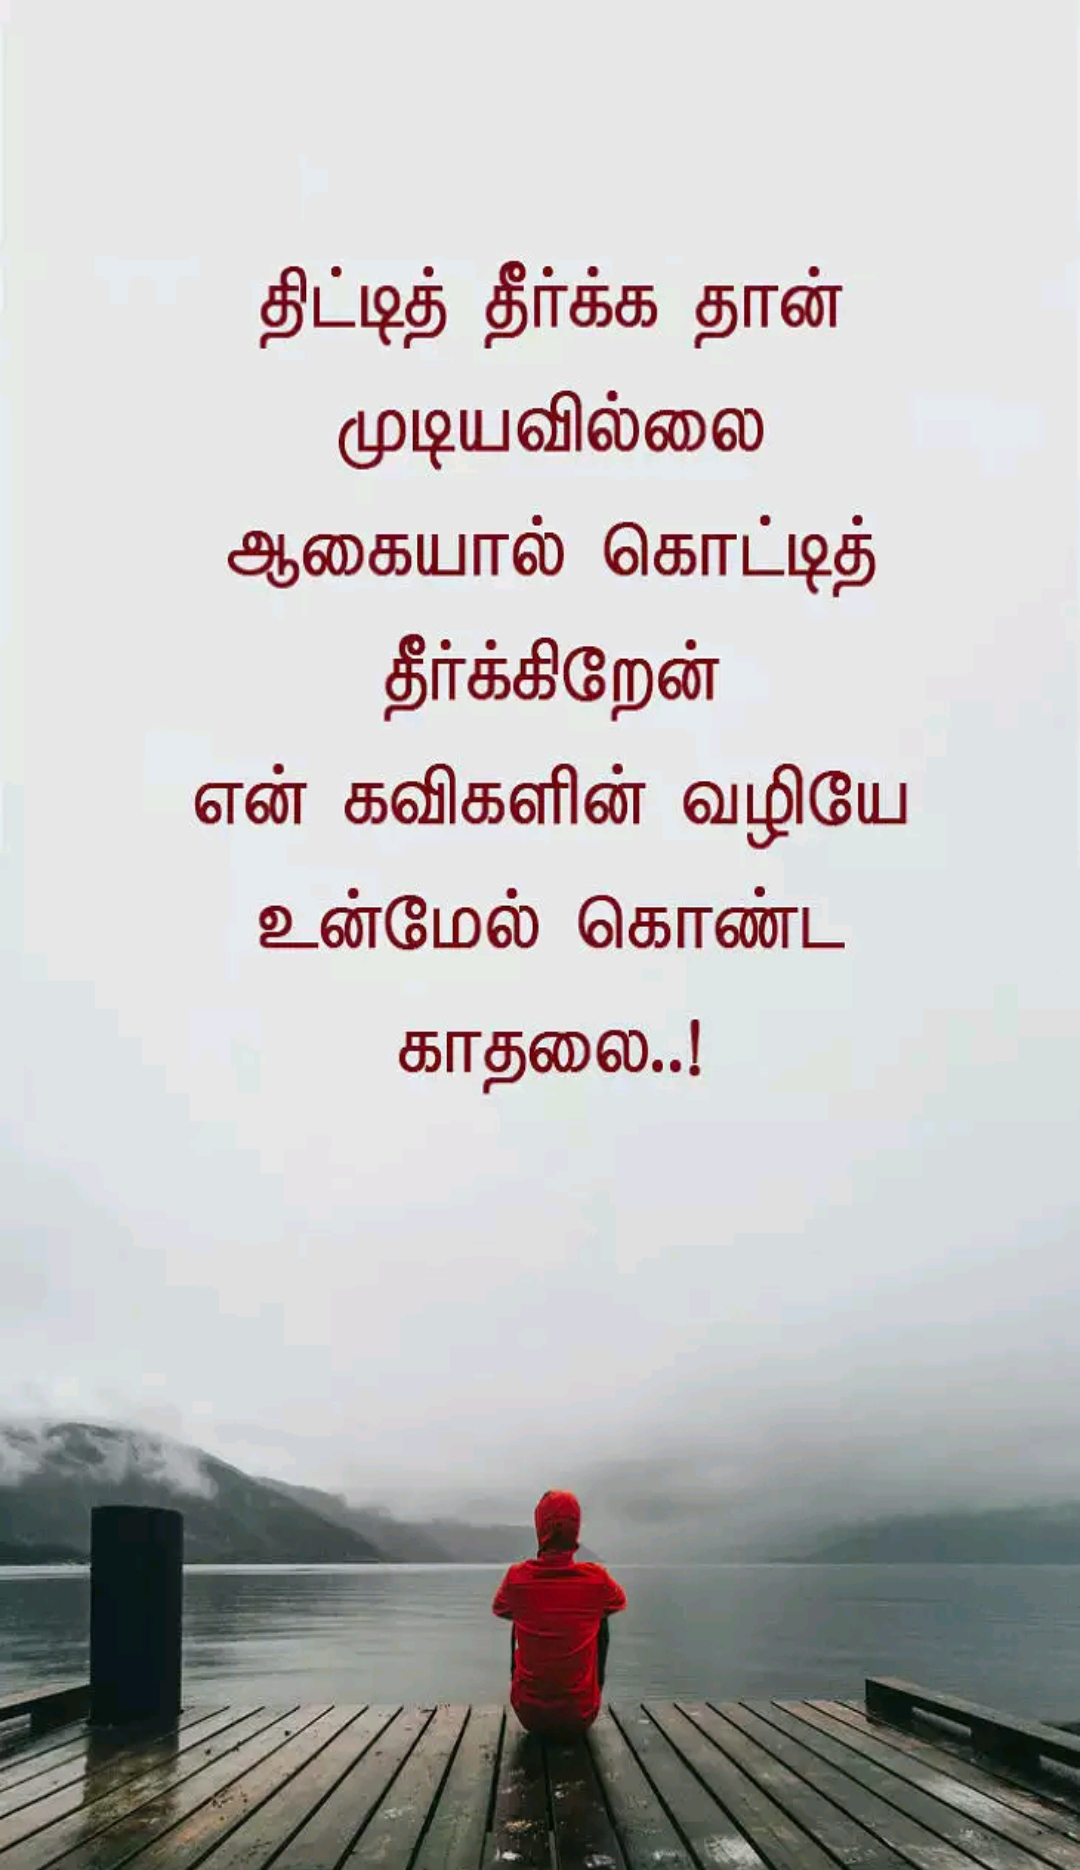 திட்டித் தீர்க்க தான்
முடியவில்லை
ஆகையால் கொட்டித்
தீர்க்கிறேன்
என் கவிகளின் வழியே
உன்மேல் கொண்ட
காதலை..!